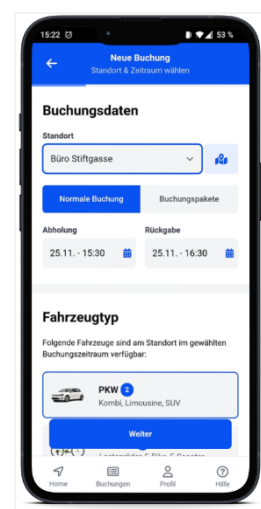 15:22
53 %
Neue Buchung
Standort & Zeitraum wählen
Buchungsdaten
Standort
Büro Stiftgasse
Normale Buchung
Buchungspakete
Abholung
Rückgabe
25.11. - 15:30
25.11. - 16:30
Fahrzeugtyp
Folgende Fahrzeuge sind am Standort im gewählten
Buchungszeitraum verfügbar:
PKW 2
Kombi, Limousine, SUV
Weiter
Home
Buchungen
Profil
Hilfe